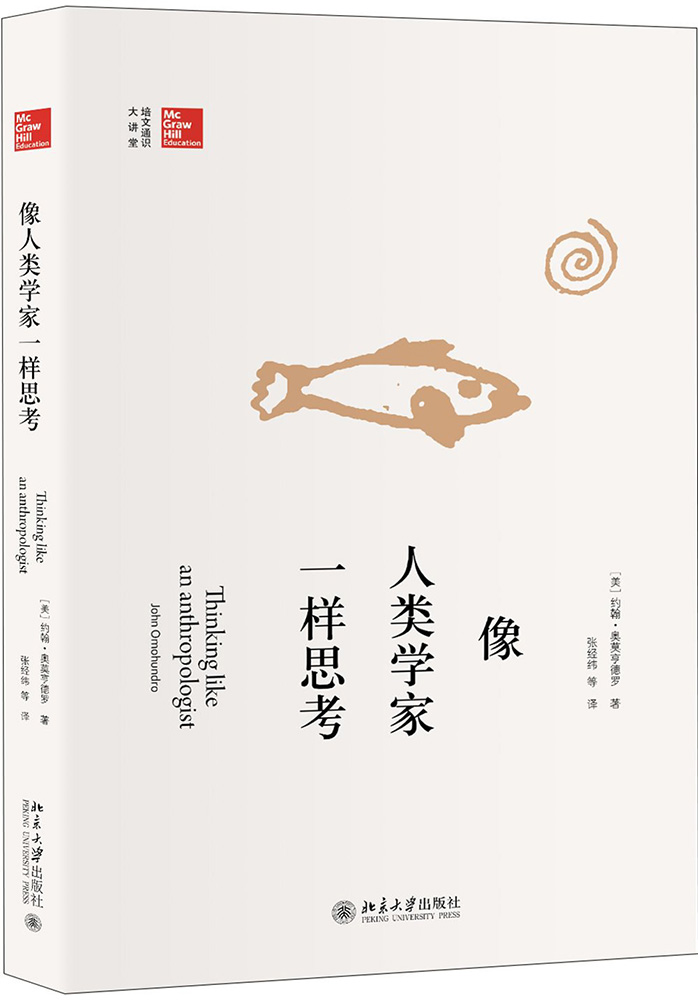 Mc
Graw
Hill
Education
像人类学家一样思考
Thinking like
an anthropologist
［美］约翰·奥莫亨德罗 著
张经纬 等 译
北京大学出版社
PEKING UNIVERSITY PRESS
培文通识
大讲堂
Mc
Graw
Hill
Education
像
人类学家
一样思考
Thinking like
an anthropologist
John Omohundro
［美］约翰·奥莫亨德罗 著
张经纬 等 译
北京大学出版社
PEKING UNIVERSITY PRESS